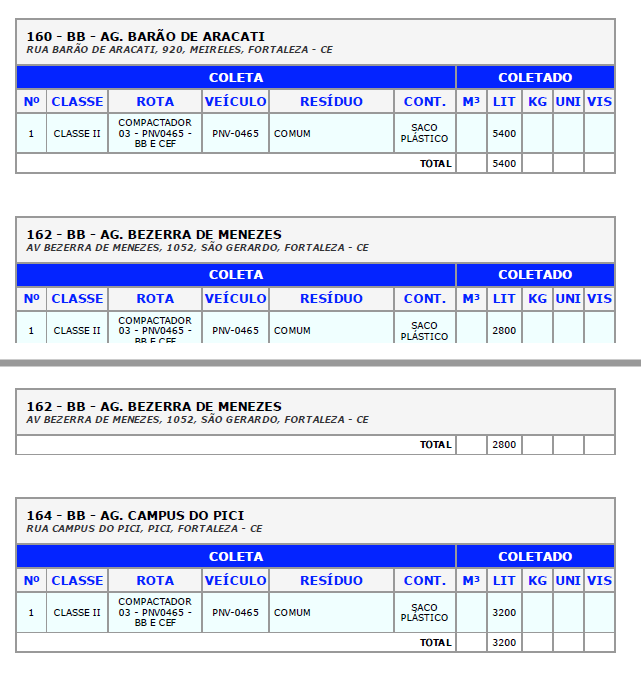 160 - BB - AG. BARÃO DE ARACATI
RUA BARÃO DE ARACATI, 920, MEIRELES, FORTALEZA - CE
COLETA COLETADO
Nº CLASSE ROTA VEÍCULO RESÍDUO CONT. M³ LIT KG UNI VIS
1 CLASSE II COMPACTADOR 03 - PNV0465 - BB E CEF PNV-0465 COMUM SACO PLÁSTICO 5400
TOTAL 5400
162 - BB - AG. BEZERRA DE MENEZES
AV BEZERRA DE MENEZES, 1052, SÃO GERARDO, FORTALEZA - CE
COLETA COLETADO
Nº CLASSE ROTA VEÍCULO RESÍDUO CONT. M³ LIT KG UNI VIS
1 CLASSE II COMPACTADOR 03 - PNV0465 - BB E CEF PNV-0465 COMUM SACO PLÁSTICO 2800
162 - BB - AG. BEZERRA DE MENEZES
AV BEZERRA DE MENEZES, 1052, SÃO GERARDO, FORTALEZA - CE
TOTAL 2800
164 - BB - AG. CAMPUS DO PICI
RUA CAMPUS DO PICI, PICI, FORTALEZA - CE
COLETA COLETADO
Nº CLASSE ROTA VEÍCULO RESÍDUO CONT. M³ LIT KG UNI VIS
1 CLASSE II COMPACTADOR 03 - PNV0465 - BB E CEF PNV-0465 COMUM SACO PLÁSTICO 3200
TOTAL 3200